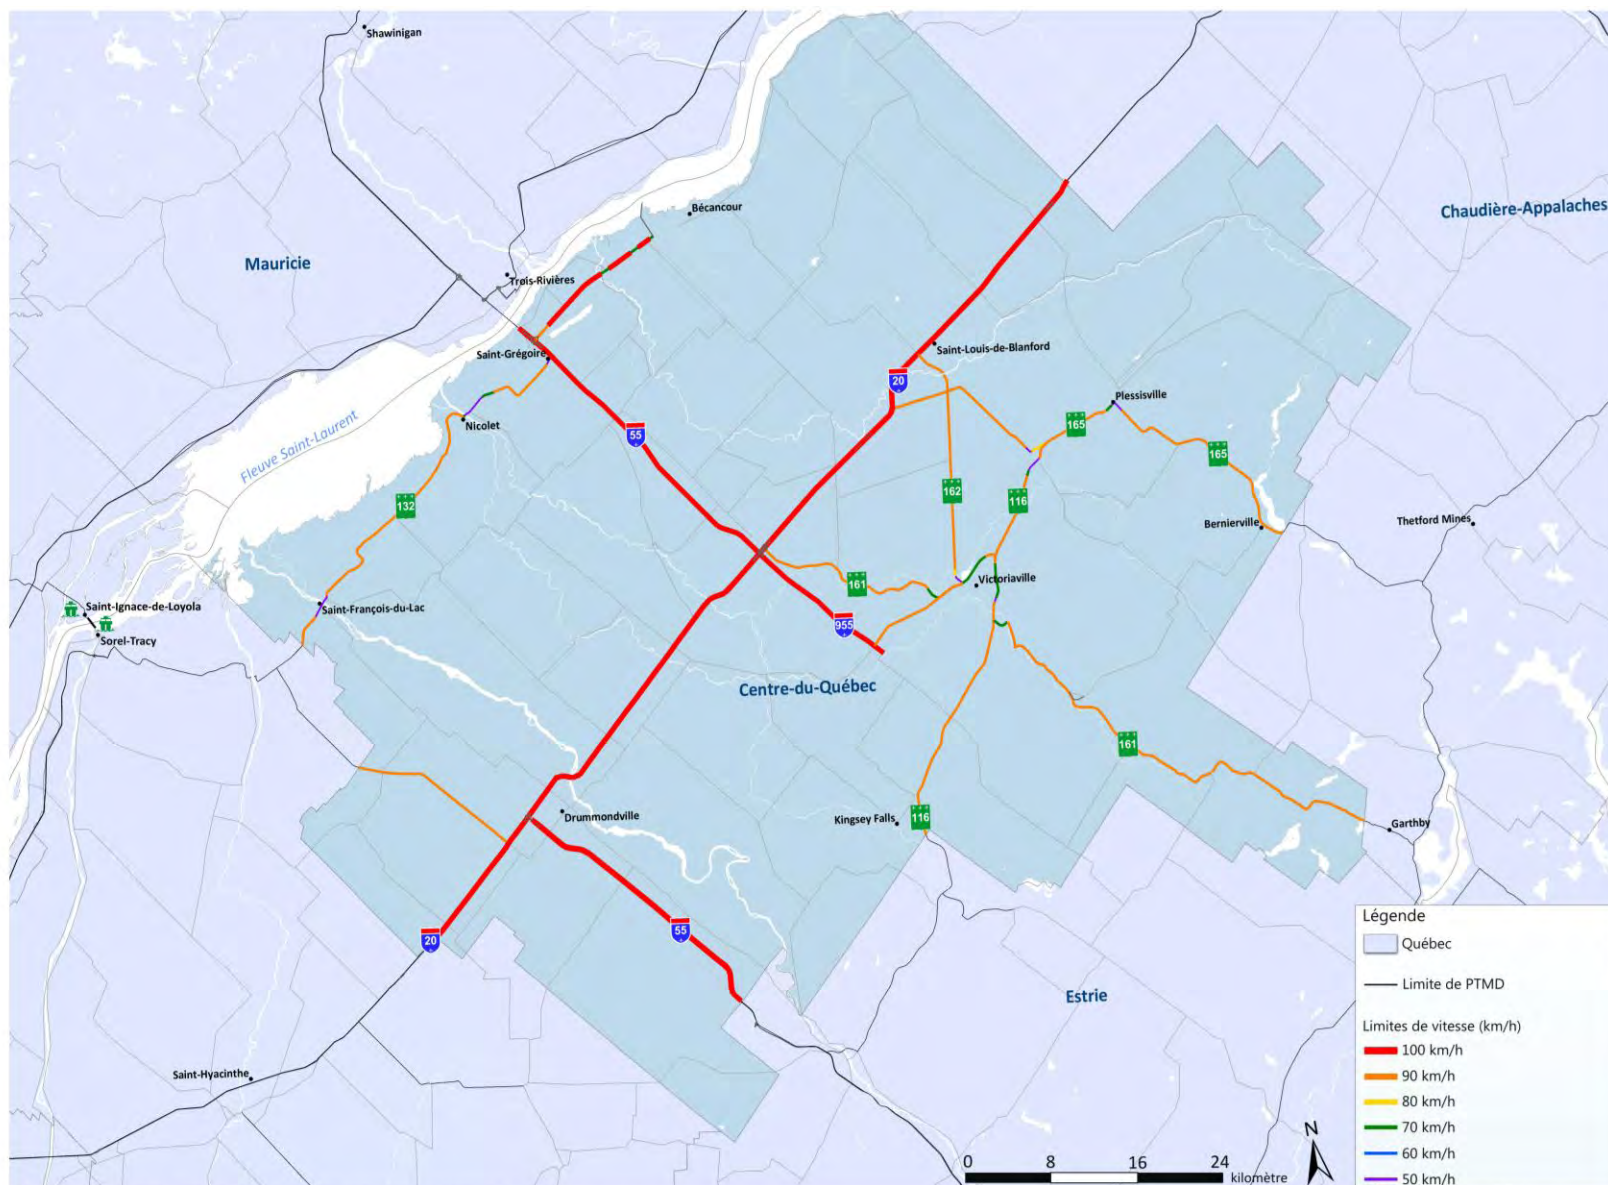 Shawinigan
Bécancour
Chaudière-Appalaches
Mauricie
Trois-Rivières
Saint-Grégoire
Saint-Louis-de-Blanford
20
Plessisville
Nicolet
55
165
165
Fleuve Saint-Laurent
132
162
116
Bernierville
Thetford Mines
161
Victoriaville
Saint-Ignace-de-Loyola
Saint-François-du-Lac
Sorel-Tracy
955
Centre-du-Québec
161
Drummondville
Kingsey Falls
116
Garthby
20
55
Légende
Québec
Limite de PTMD
Limites de vitesse (km/h)
100 km/h
90 km/h
80 km/h
70 km/h
60 km/h
50 km/h
Estrie
Saint-Hyacinthe
N
0 8 16 24
kilomètre